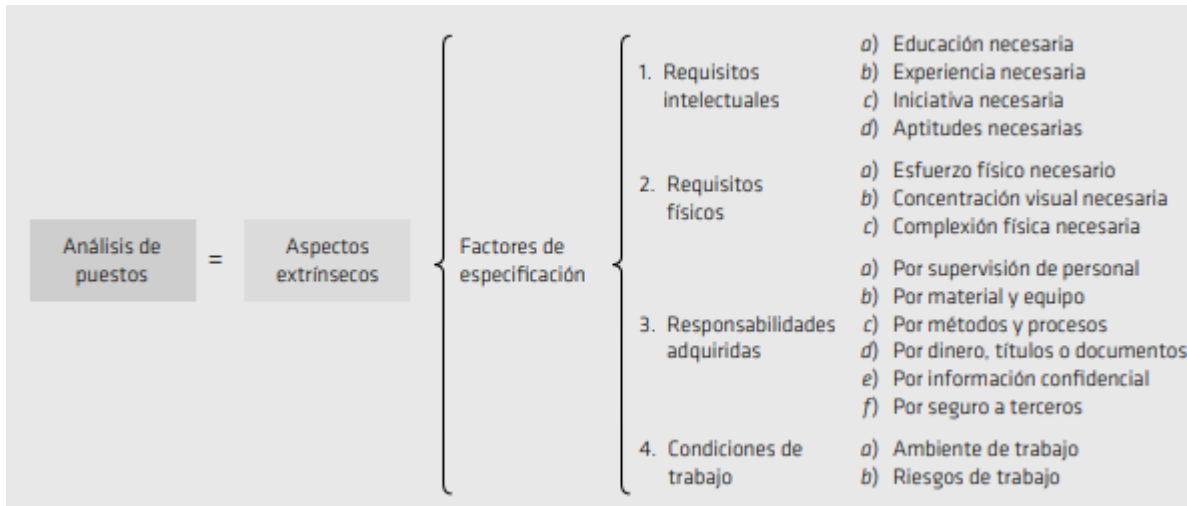 Análisis de
puestos
=
Aspectos
extrínsecos
Factores de
especificación
1. Requisitos
intelectuales
a) Educación necesaria
b) Experiencia necesaria
c) Iniciativa necesaria
d) Aptitudes necesarias
2. Requisitos
físicos
a) Esfuerzo físico necesario
b) Concentración visual necesaria
c) Complexión física necesaria
3. Responsabilidades
adquiridas
a) Por supervisión de personal
b) Por material y equipo
c) Por métodos y procesos
d) Por dinero, títulos o documentos
e) Por información confidencial
f) Por seguro a terceros
4. Condiciones de
trabajo
a) Ambiente de trabajo
b) Riesgos de trabajo